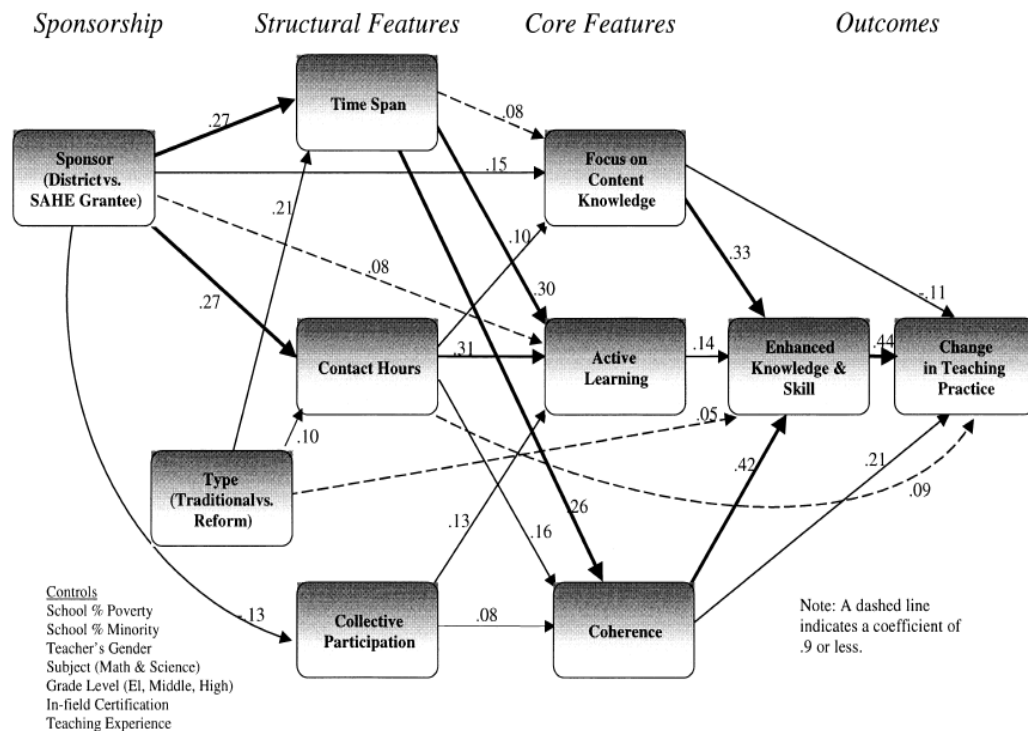 Sponsorship
Structural Features
Core Features
Outcomes
Time Span
.08
.27
Sponsor
(District vs.
SAHE Grantee)
.15
Focus on
Content
Knowledge
.21
.10
.08
.33
.27
.30
-.11
Contact Hours
.31
Active
Learning
.14
Enhanced
Knowledge &
Skill
.44
Change
in Teaching
Practice
.10
.05
Type
(Traditional vs.
Reform)
.42
.21
.09
.26
.13
.16
Controls
School % Poverty
School % Minority
Teacher's Gender
Subject (Math & Science)
Grade Level (El, Middle, High)
In-field Certification
Teaching Experience
-.13
Collective
Participation
.08
Coherence
Note: A dashed line
indicates a coefficient of
.9 or less.